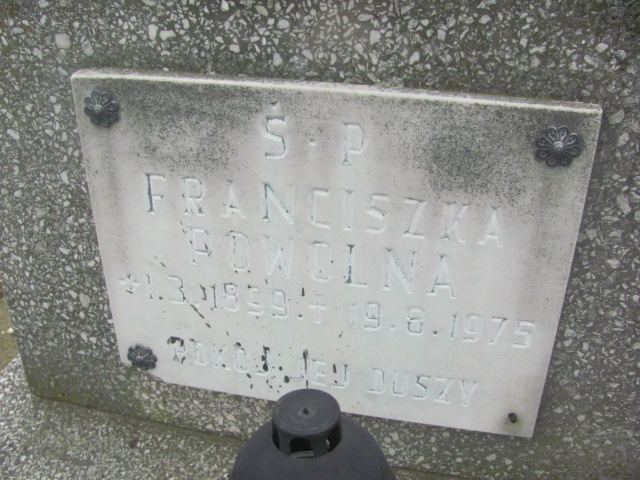 Ś · P
FRANCISZKA
POWOLNA
*1.3.1899. † 19.8.1975
POKÓJ JEJ DUSZY